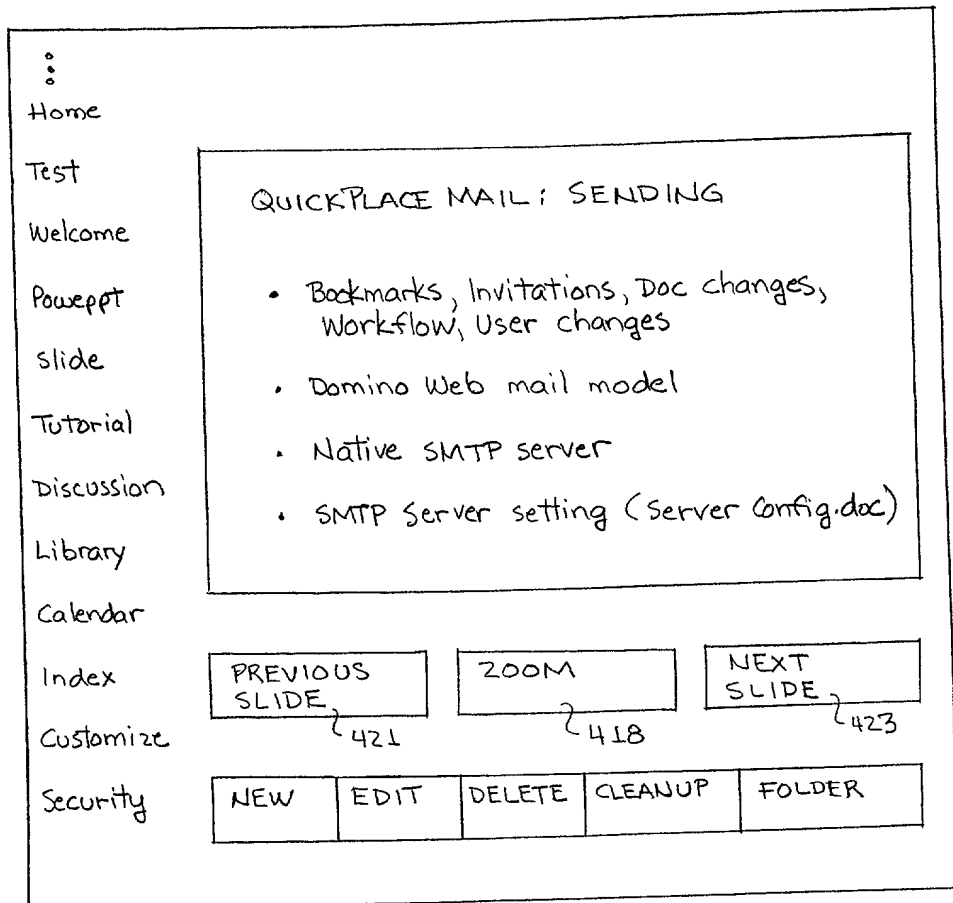 Home
Test
Welcome
Poweppt
Slide
Tutorial
Discussion
Library
Calendar
Index
Customize
Security
QUICKPLACE MAIL: SENDING
• Bookmarks, Invitations, Doc changes,
Workflow, User changes
• Domino Web mail model
• Native SMTP server
• SMTP Server setting (Server Config.doc)
PREVIOUS
SLIDE
421
ZOOM
418
NEXT
SLIDE
423
NEW EDIT DELETE CLEANUP FOLDER